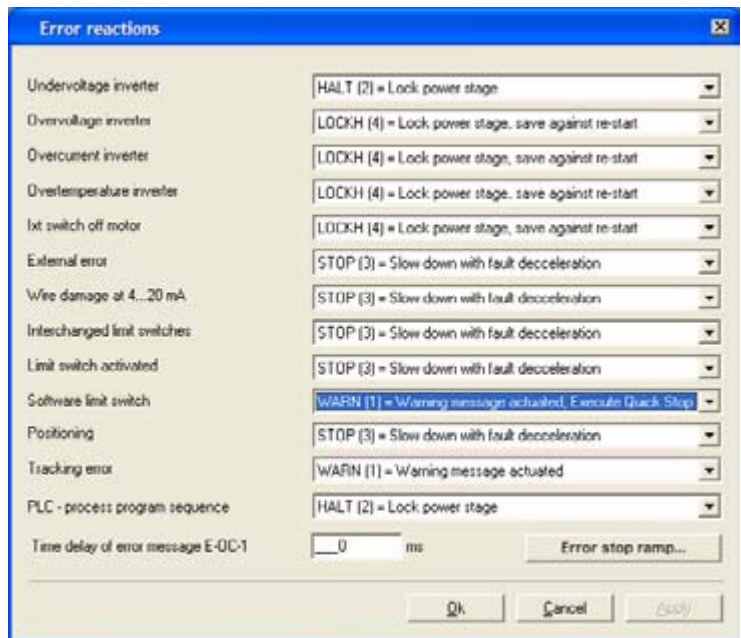 Error reactions
Undervoltage inverter HALT (2) = Lock power stage
Overvoltage inverter LOCKH (4) = Lock power stage, save against re-start
Overcurrent inverter LOCKH (4) = Lock power stage, save against re-start
Overtemperature inverter LOCKH (4) = Lock power stage, save against re-start
Ixt switch off motor LOCKH (4) = Lock power stage, save against re-start
External error STOP (3) = Slow down with fault decceleration
Wire damage at 4...20 mA STOP (3) = Slow down with fault decceleration
Interchanged limit switches STOP (3) = Slow down with fault decceleration
Limit switch activated STOP (3) = Slow down with fault decceleration
Software limit switch WARN (1) = Warning message actuated, Execute Quick Stop
Positioning STOP (3) = Slow down with fault decceleration
Tracking error WARN (1) = Warning message actuated
PLC - process program sequence HALT (2) = Lock power stage
Time delay of error message E-OC-1 ___0 ms Error stop ramp...
Ok Cancel Apply